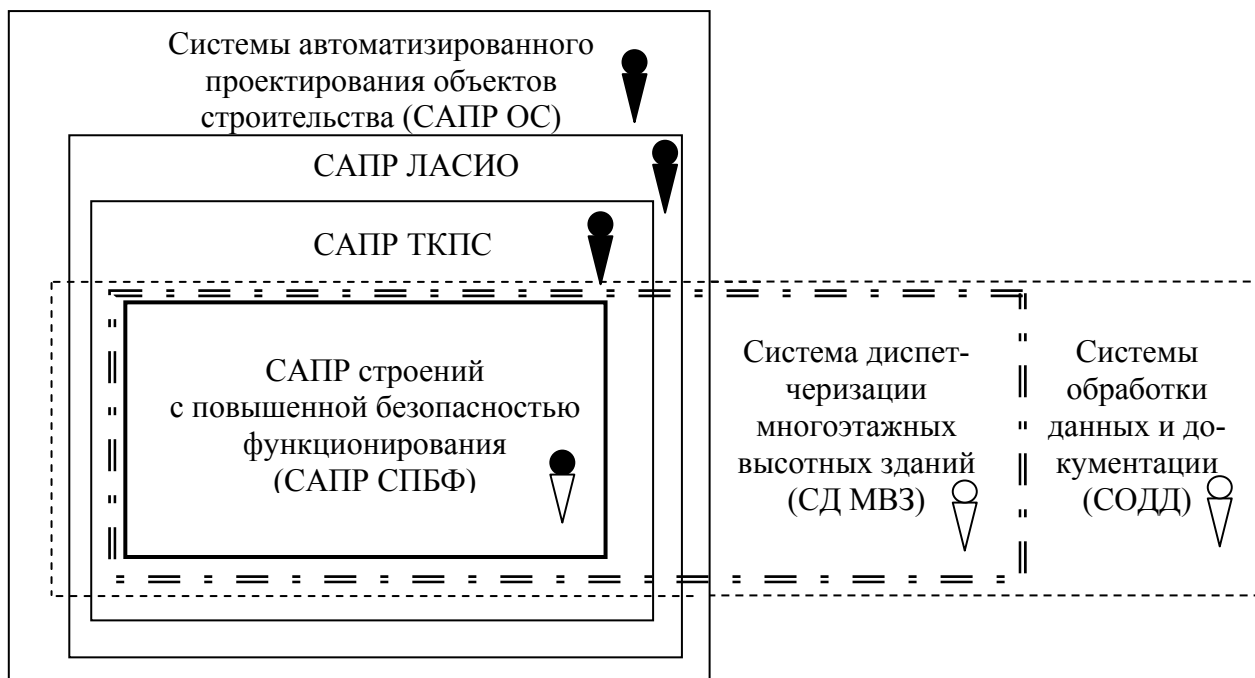 Системы автоматизированного
проектирования объектов
строительства (САПР ОС)
САПР ЛАСИО
САПР ТКПС
САПР строений
с повышенной безопасностью
функционирования
(САПР СПБФ)
Система диспет-
черизации
многоэтажных
высотных зданий
(СД МВЗ)
Системы
обработки
данных и до-
кументации
(СОДД)